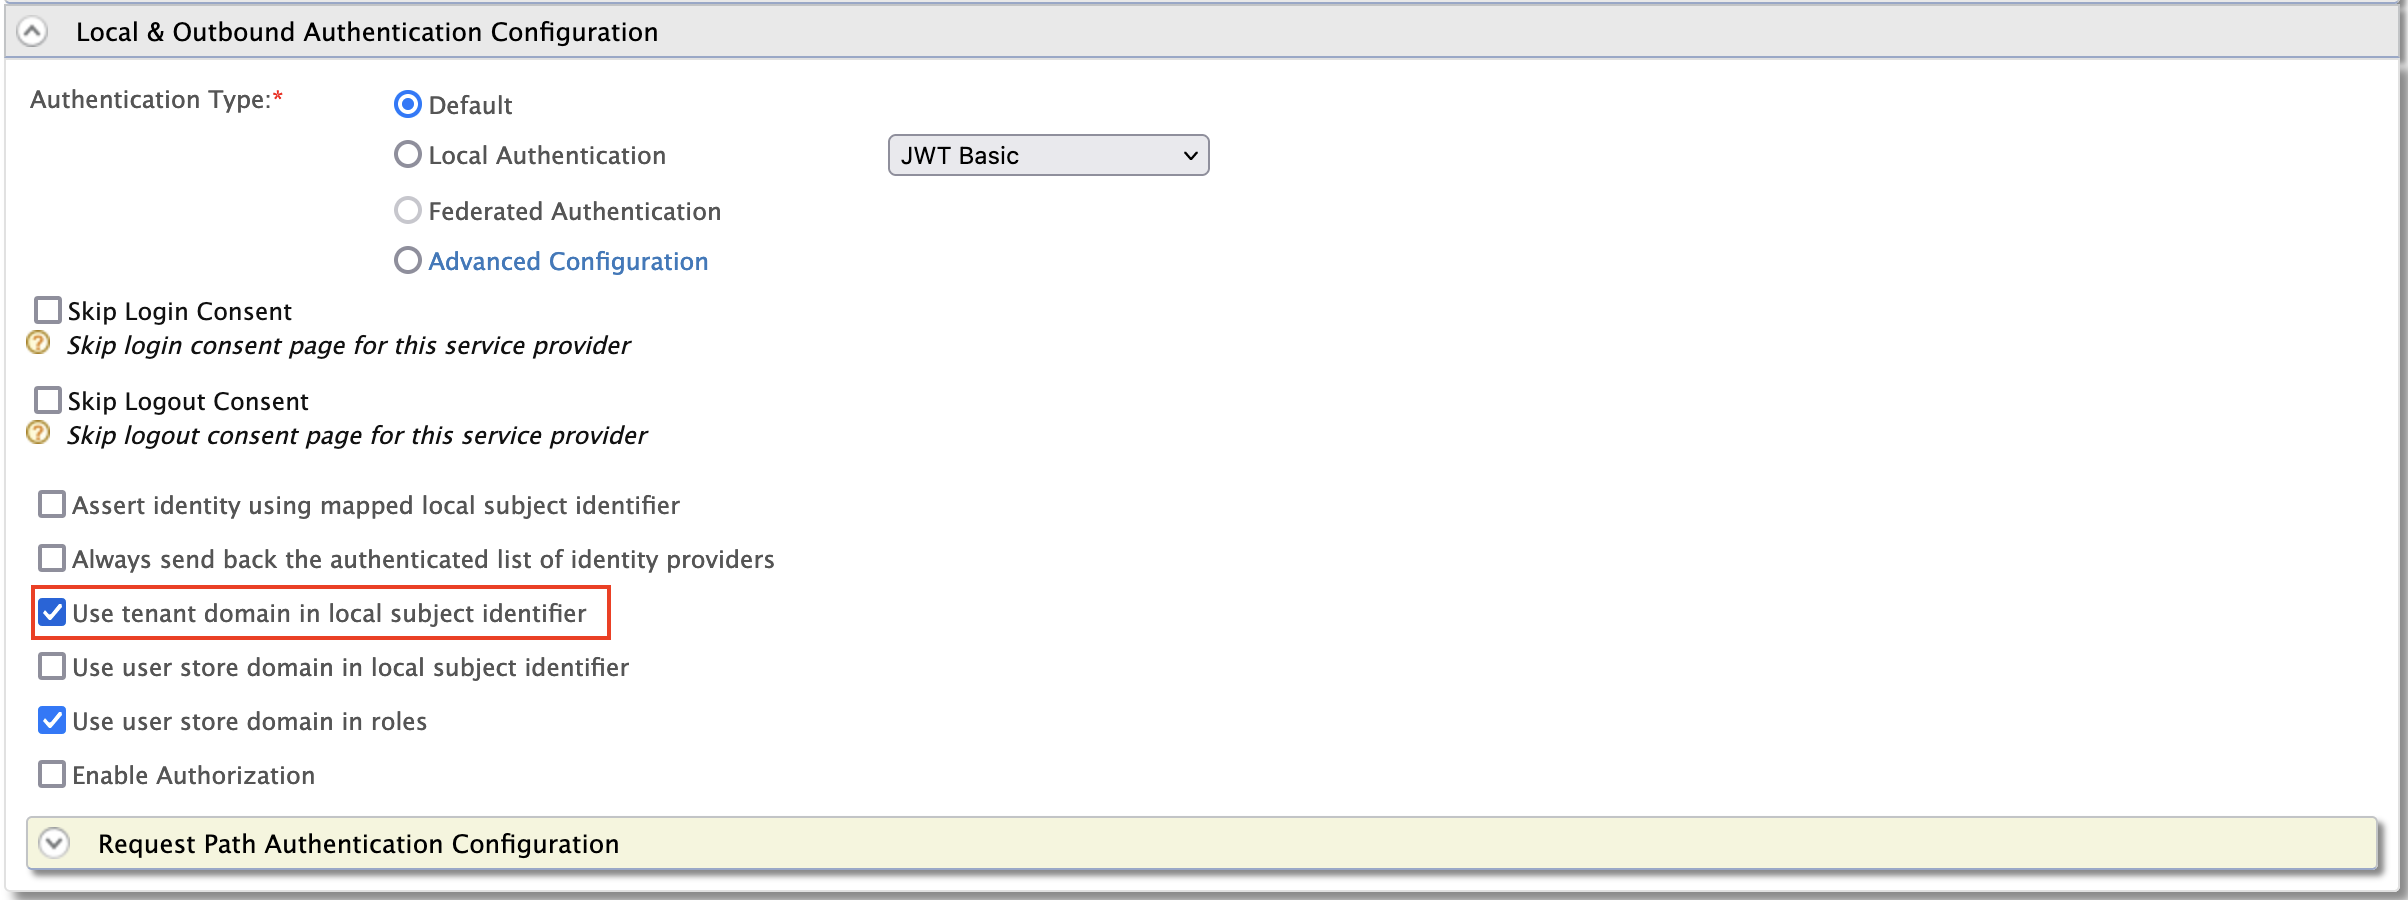 Local & Outbound Authentication Configuration
Authentication Type:*
Default
Local Authentication
JWT Basic
Federated Authentication
Advanced Configuration
Skip Login Consent
? Skip login consent page for this service provider
Skip Logout Consent
? Skip logout consent page for this service provider
Assert identity using mapped local subject identifier
Always send back the authenticated list of identity providers
Use tenant domain in local subject identifier
Use user store domain in local subject identifier
Use user store domain in roles
Enable Authorization
Request Path Authentication Configuration